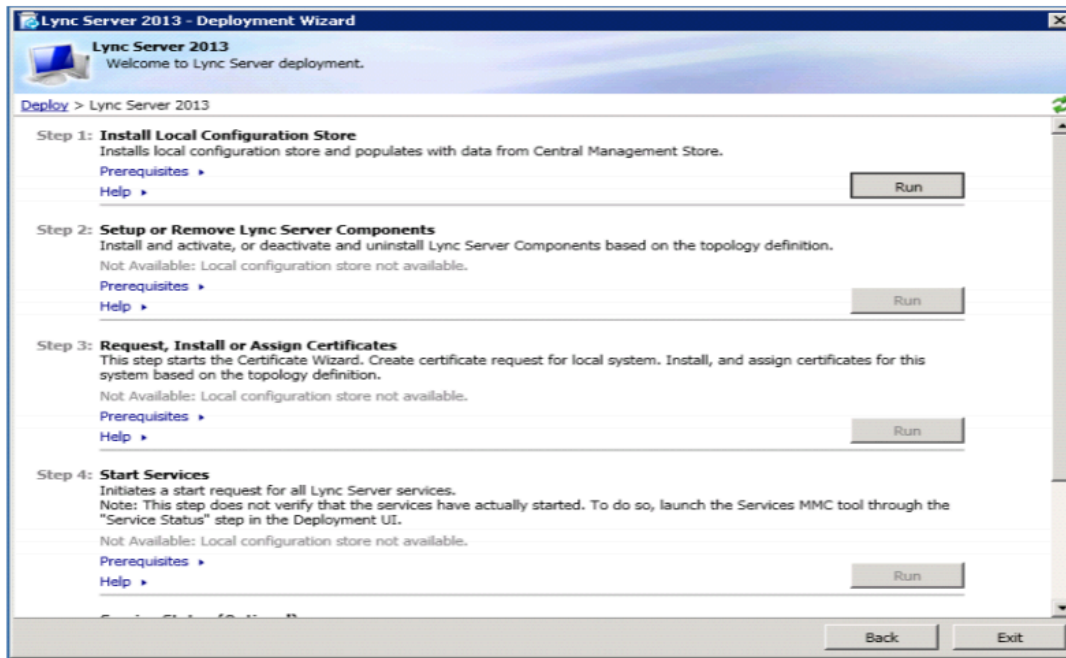 Lync Server 2013 - Deployment Wizard
Lync Server 2013
Welcome to Lync Server deployment.
Deploy > Lync Server 2013
Step 1: Install Local Configuration Store
Installs local configuration store and populates with data from Central Management Store.
Prerequisites
Help
Run
Step 2: Setup or Remove Lync Server Components
Install and activate, or deactivate and uninstall Lync Server Components based on the topology definition.
Not Available: Local configuration store not available.
Prerequisites
Help
Run
Step 3: Request, Install or Assign Certificates
This step starts the Certificate Wizard. Create certificate request for local system. Install, and assign certificates for this
system based on the topology definition.
Not Available: Local configuration store not available.
Prerequisites
Help
Run
Step 4: Start Services
Initiates a start request for all Lync Server services.
Note: This step does not verify that the services have actually started. To do so, launch the Services MMC tool through the
"Service Status" step in the Deployment UI.
Not Available: Local configuration store not available.
Prerequisites
Help
Run
Back
Exit